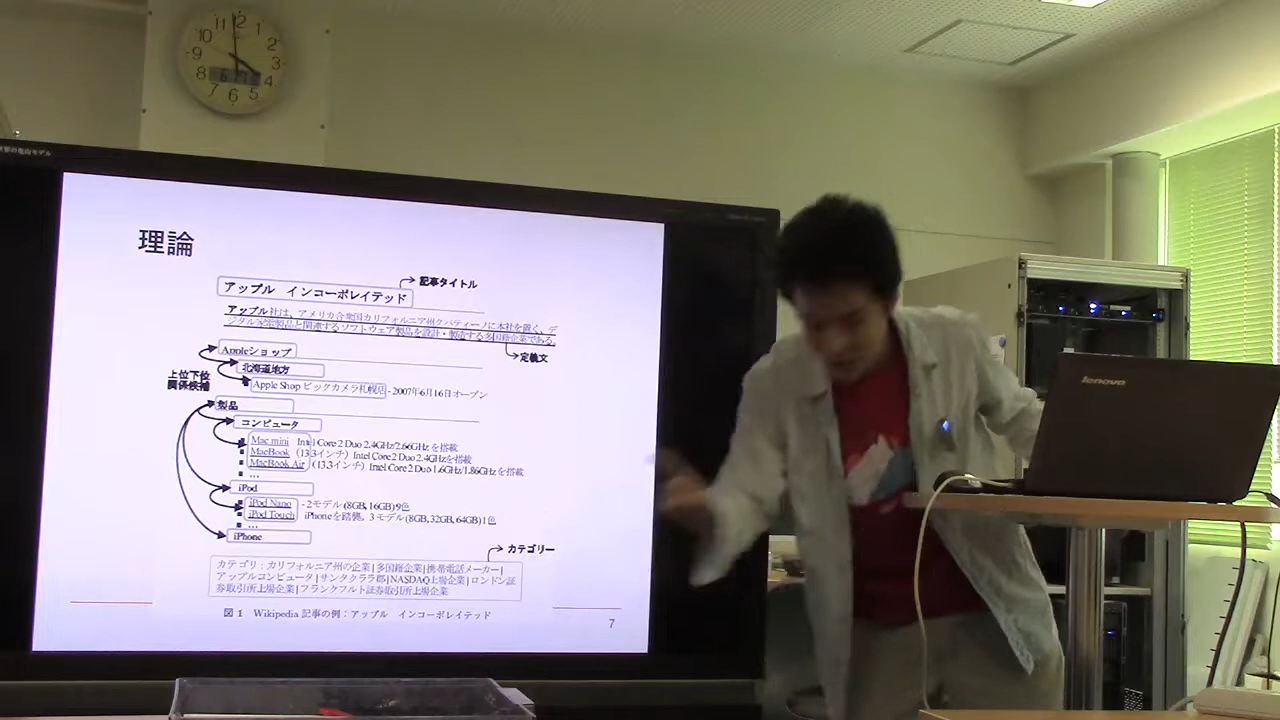 理論
記事タイトル
アップル インコーポレイテッド
アップル社は、アメリカ合衆国カリフォルニア州クパティーノに本社を置く、デ
ジタル家電製品と関連するソフトウェア製品を設計・製造する多国籍企業である。
定義文
Appleショップ
北海道地方
上位下位
関係候補
Apple Shop ビックカメラ札幌店 - 2007年6月16日オープン
製品
コンピュータ
Mac mini Intel Core 2 Duo 2.4GHz/2.66GHz を搭載
MacBook (13.3インチ) Intel Core 2 Duo 2.4GHzを搭載
MacBook Air (13.3インチ) Intel Core 2 Duo 1.6GHz/1.86GHz を搭載
...
iPod
iPod Nano - 2モデル (8GB, 16GB) 9色
iPod Touch iPhoneを踏襲。3 モデル (8GB, 32GB, 64GB) 1色
...
iPhone
カテゴリー
カテゴリ:カリフォルニア州の企業|多国籍企業|携帯電話メーカー|
アップルコンピュータ|サンタクララ郡|NASDAQ上場企業|ロンドン証
券取引所上場企業|フランクフルト証券取引所上場企業
図 1 Wikipedia 記事の例:アップル インコーポレイテッド
7
lenovo
11 12 1
10 2
9 3
8 4
7 6 5